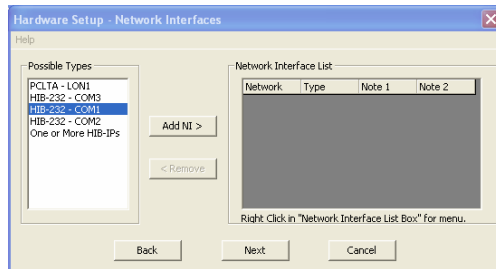 Hardware Setup - Network Interfaces
Help
Possible Types
PCLTA - LON1
HIB-232 - COM3
HIB-232 - COM1
HIB-232 - COM2
One or More HIB-IPs
Add NI >
< Remove
Network Interface List
Network Type Note 1 Note 2
Right Click in "Network Interface List Box" for menu.
Back Next Cancel